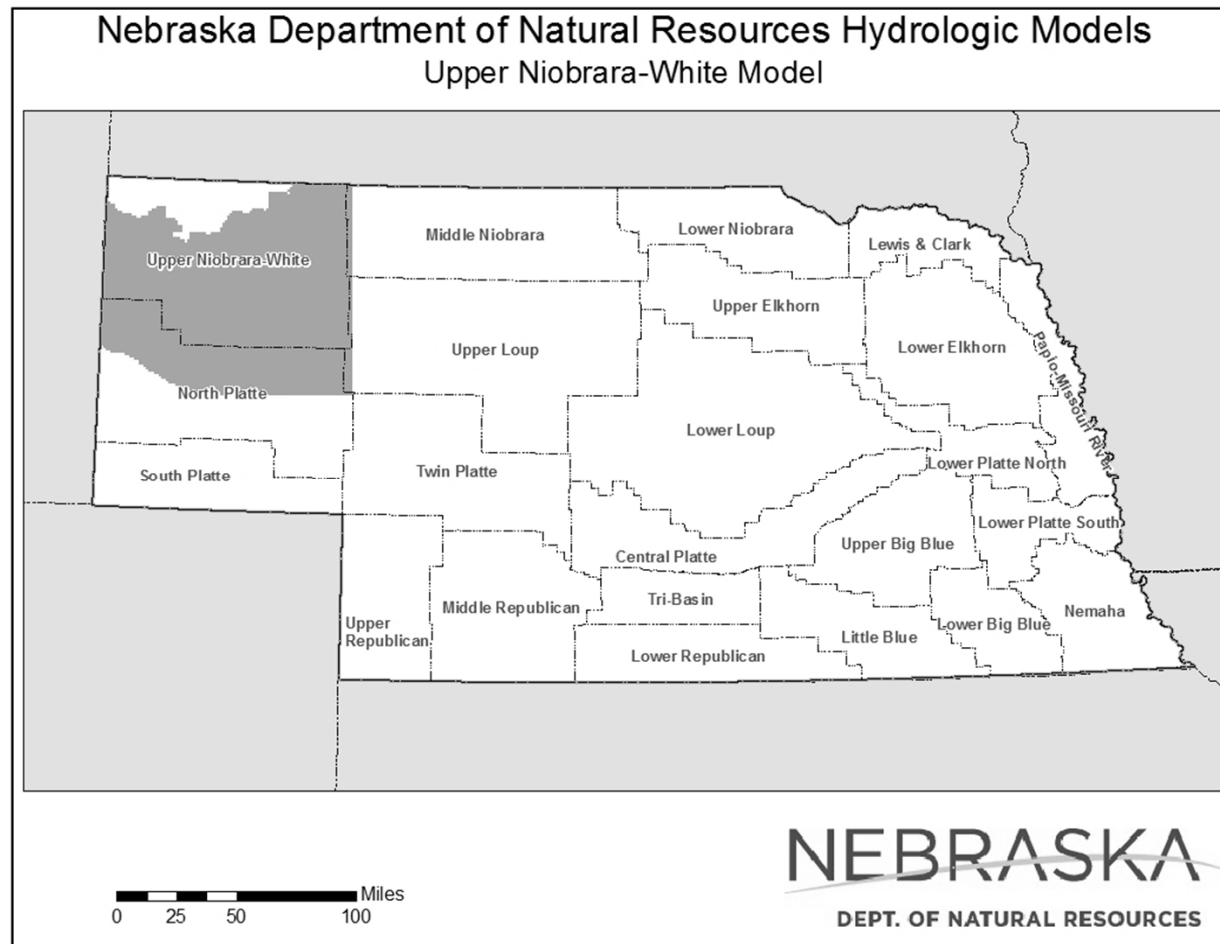 Nebraska Department of Natural Resources Hydrologic Models
Upper Niobrara-White Model
Middle Niobrara
Lower Niobrara
Lewis & Clark
Upper Niobrara-White
Upper Elkhorn
Lower Elkhorn
Upper Loup
Papio-Missouri River
North Platte
Lower Loup
South Platte
Twin Platte
Lower Platte North
Lower Platte South
Upper Big Blue
Central Platte
Tri-Basin
Middle Republican
Nemaha
Upper
Republican
Lower Big Blue
Little Blue
Lower Republican
Miles
0 25 50 100
NEBRASKA
DEPT. OF NATURAL RESOURCES